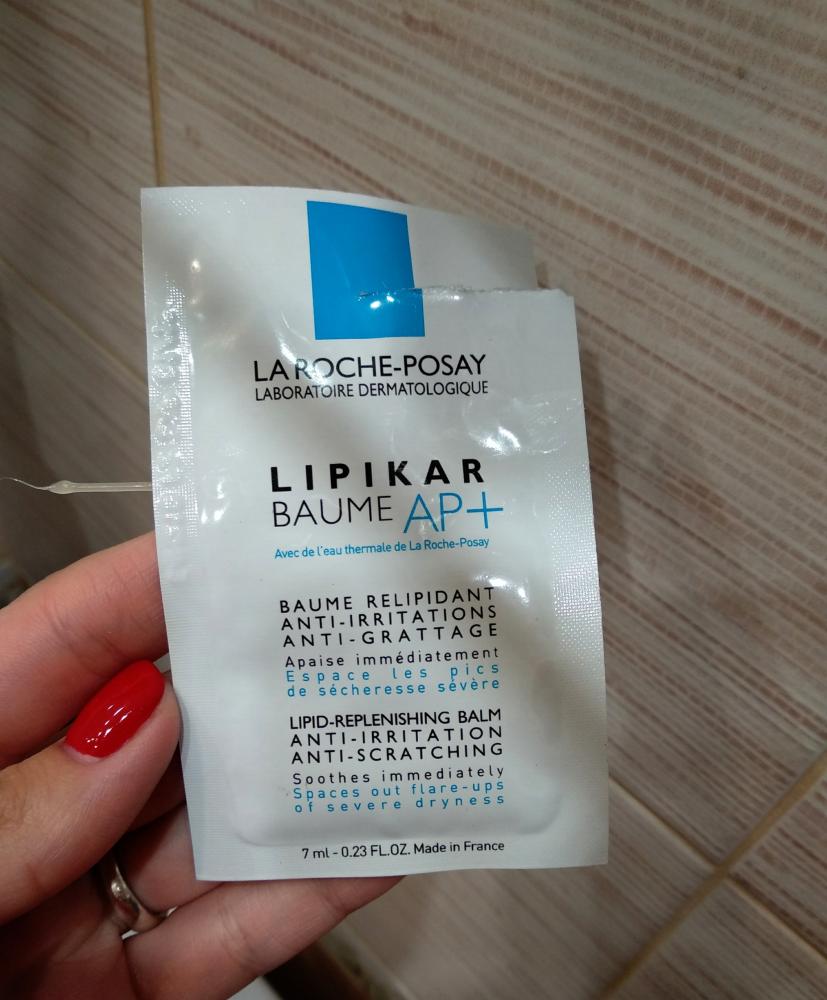 LA ROCHE-POSAY
LABORATOIRE DERMATOLOGIQUE
LIPIKAR
BAUME AP+
Avec de l'eau thermale de La Roche-Posay
BAUME RELIPIDANT
ANTI-IRRITATIONS
ANTI-GRATTAGE
Apaise immédiatement
Espace les pics
de sécheresse sévère
LIPID-REPLENISHING BALM
ANTI-IRRITATION
ANTI-SCRATCHING
Soothes immediately
Spaces out flare-ups
of severe dryness
7 ml - 0.23 FL.OZ. Made in France